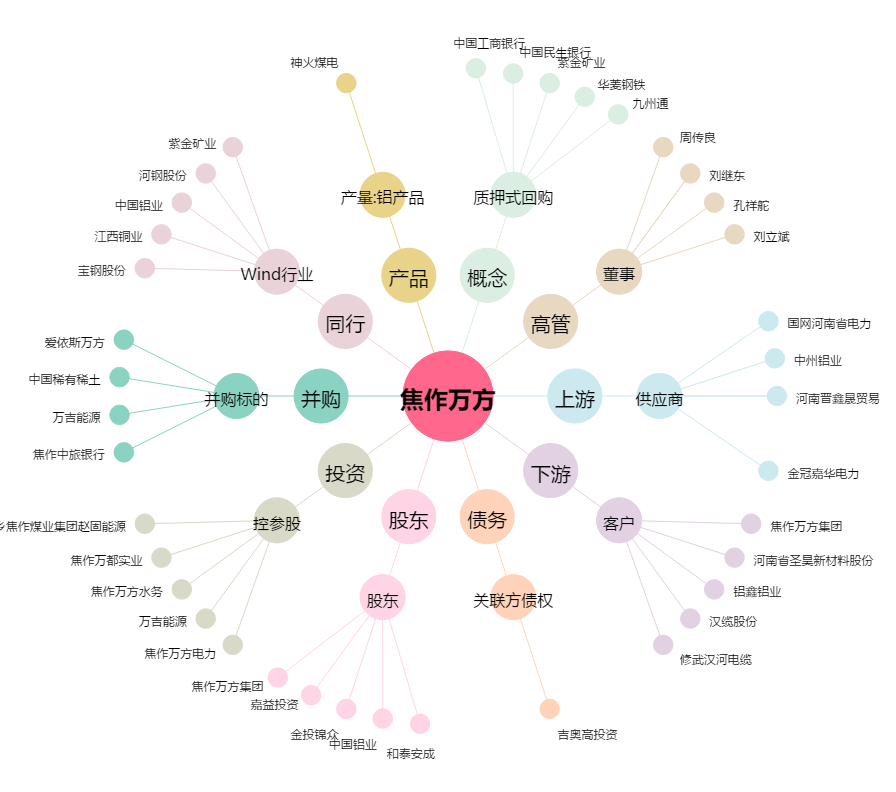 中国工商银行
中国民生银行
紫金矿业
华菱钢铁
九州通
神火煤电
周传良
刘继东
孔祥舵
刘立斌
紫金矿业
河钢股份
中国铝业
江西铜业
宝钢股份
产量:铝产品
质押式回购
Wind行业
董事
产品
概念
同行
高管
国网河南省电力
中州铝业
河南晋鑫晟贸易
金冠嘉华电力
爱依斯万方
中国稀有稀土
万吉能源
焦作中旅银行
并购标的
并购
焦作万方
上游
供应商
投资
下游
股东
债务
控参股
客户
焦作煤业集团赵固能源
焦作万都实业
焦作万方水务
万吉能源
焦作万方电力
焦作万方集团
河南省圣昊新材料股份
铝鑫铝业
汉缆股份
修武汉河电缆
股东
关联方债权
焦作万方集团
嘉益投资
金投锦众
中国铝业
和泰安成
吉奥高投资